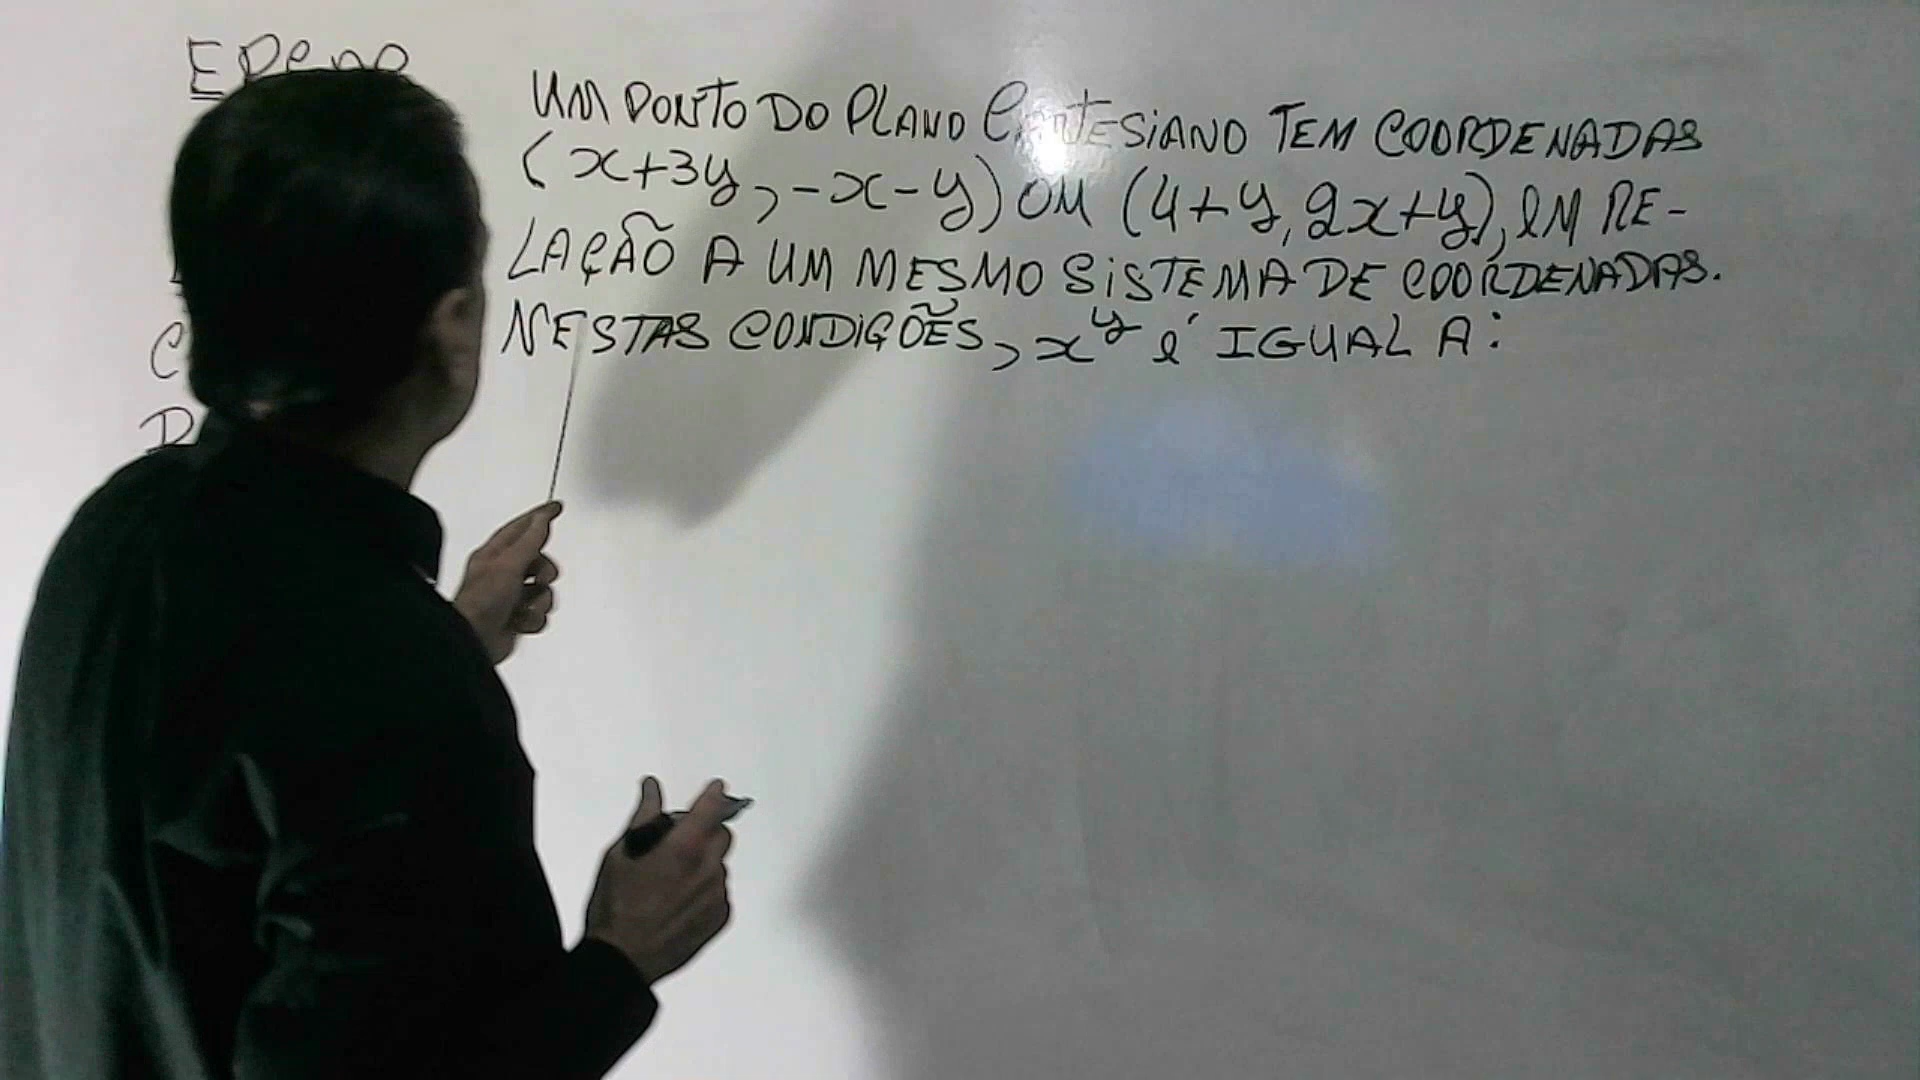 UM PONTO DO PLANO CARTESIANO TEM COORDENADAS
(x+3y, -x-y) OU (4+y, 2x+y), EM RE-
LAÇÃO A UM MESMO SISTEMA DE COORDENADAS.
NESTAS CONDIÇÕES, x^y é IGUAL A:
C
D